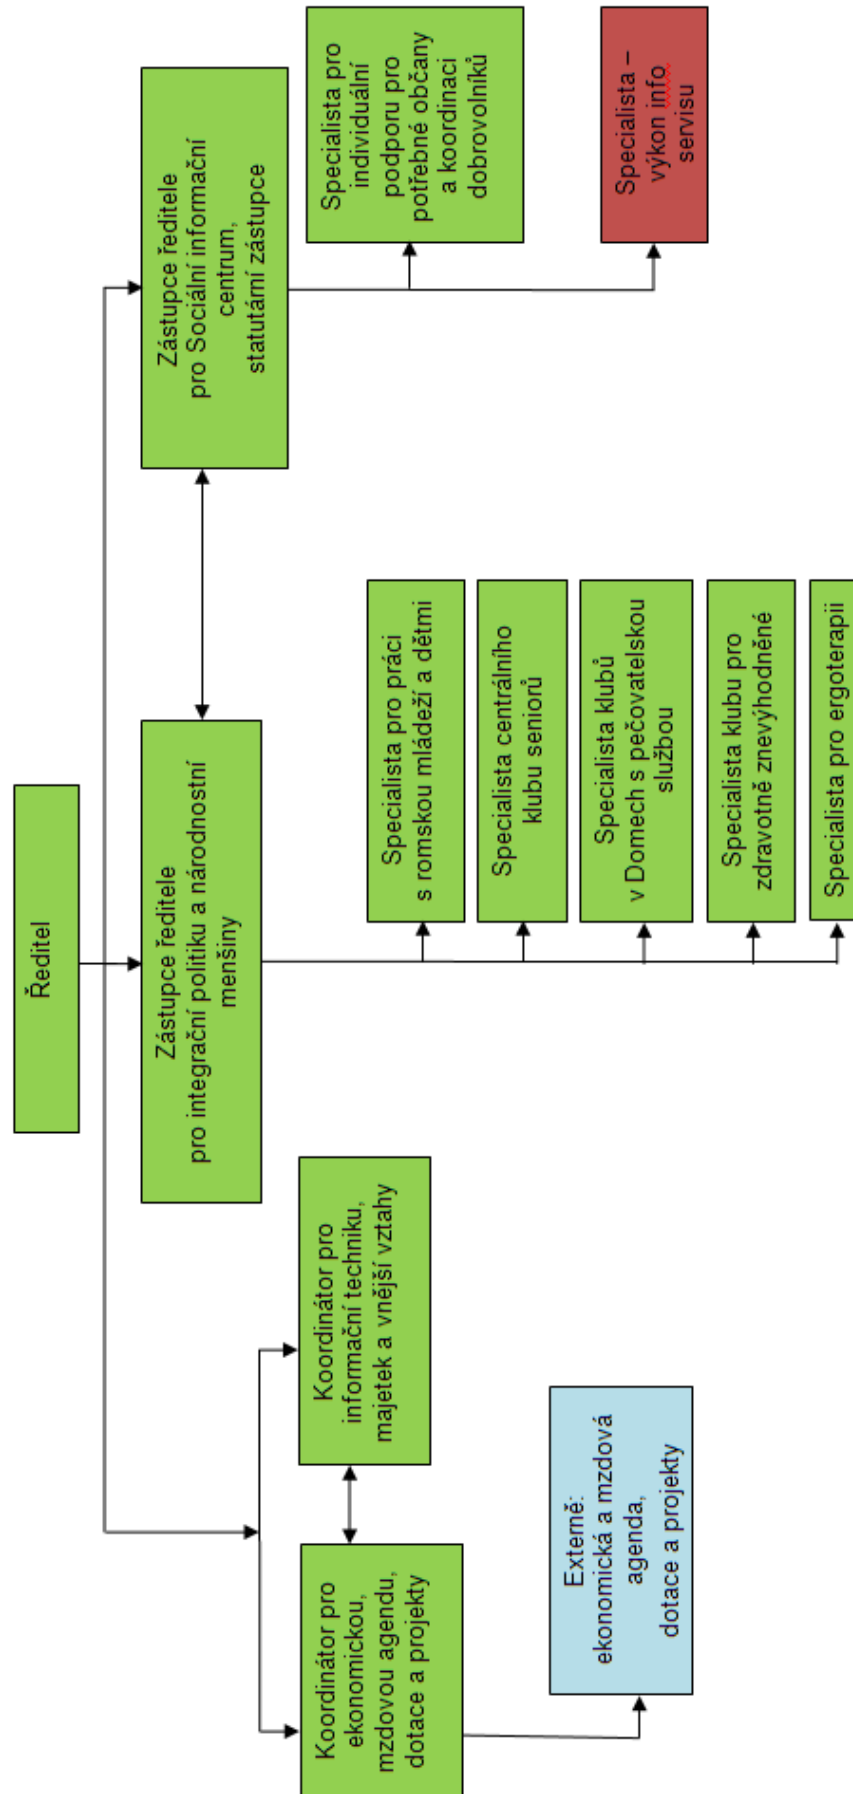 Ředitel
Zástupce ředitele
pro integrační politiku a národnostní
menšiny
Zástupce ředitele
pro Sociální informační
centrum,
statutární zástupce
Koordinátor pro
ekonomickou,
mzdovou agendu,
dotace a projekty
Koordinátor pro
informační techniku,
majetek a vnější vztahy
Externě:
ekonomická a mzdová
agenda,
dotace a projekty
Specialista pro práci
s romskou mládeží a dětmi
Specialista centrálního
klubu seniorů
Specialista klubů
v Domech s pečovatelskou
službou
Specialista klubu pro
zdravotně znevýhodněné
Specialista pro ergoterapii
Specialista pro
individuální
podporu pro
potřebné občany
a koordinaci
dobrovolníků
Specialista –
výkon info
servisu